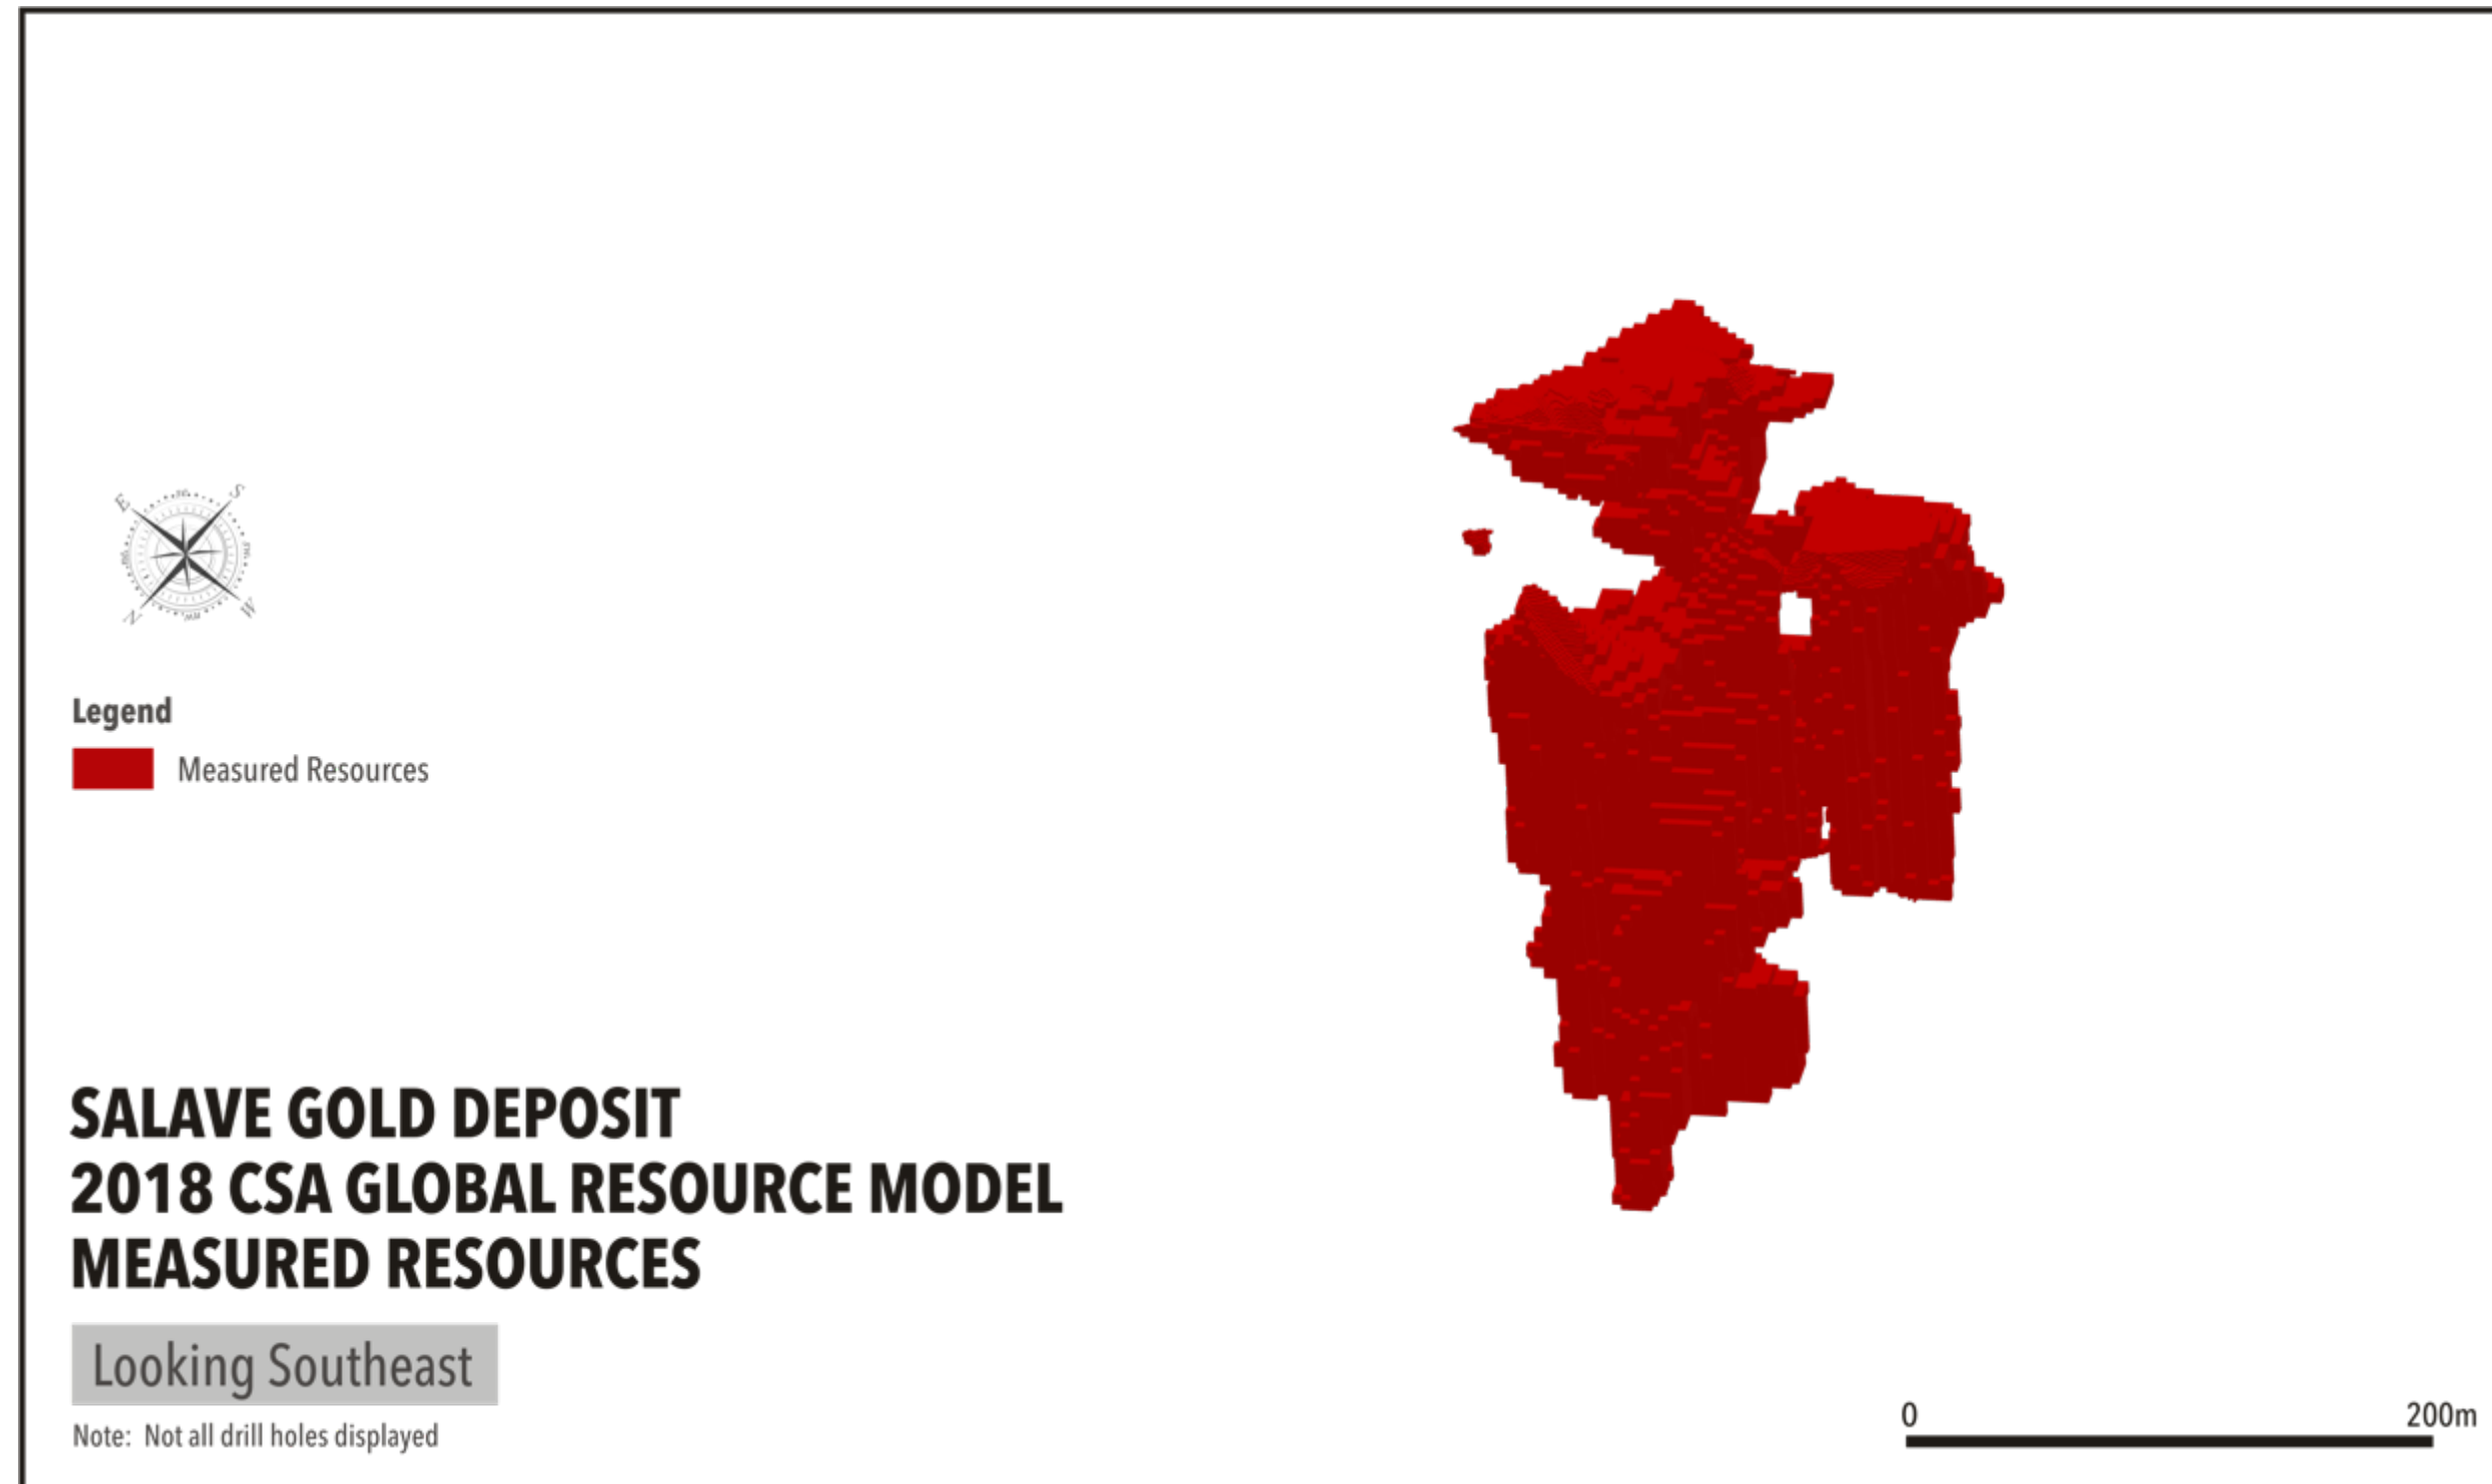 E
S
N
W
Legend
Measured Resources
SALAVE GOLD DEPOSIT
2018 CSA GLOBAL RESOURCE MODEL
MEASURED RESOURCES
Looking Southeast
Note: Not all drill holes displayed
0 200m